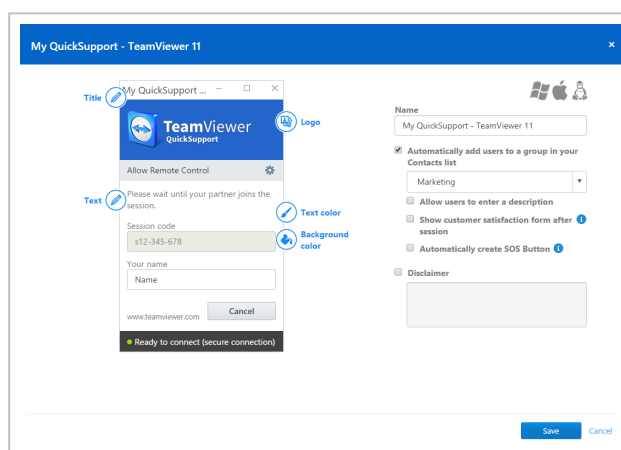 My QuickSupport - TeamViewer 11
×
Title
My QuickSupport ...
TeamViewer
QuickSupport
Logo
Allow Remote Control
Text
Please wait until your partner joins the
session.
Text color
Session code
s12-345-678
Background
color
Your name
Name
www.teamviewer.com
Cancel
Ready to connect (secure connection)
Name
My QuickSupport - TeamViewer 11
Automatically add users to a group in your
Contacts list
Marketing
Allow users to enter a description
Show customer satisfaction form after
session
Automatically create SOS Button
Disclaimer
Save
Cancel